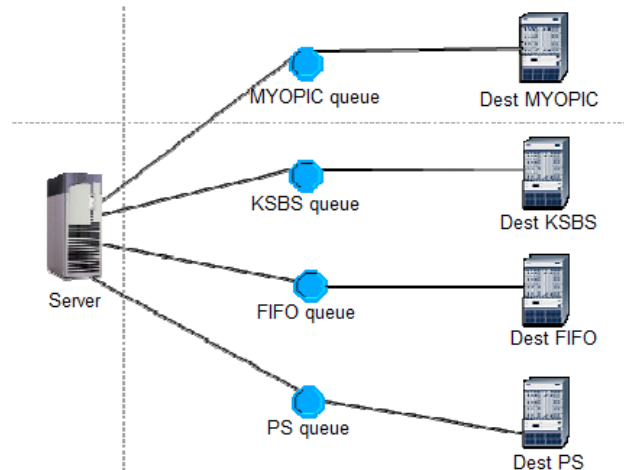 MYOPIC queue
Dest MYOPIC
KSBS queue
Dest KSBS
Server
FIFO queue
Dest FIFO
PS queue
Dest PS